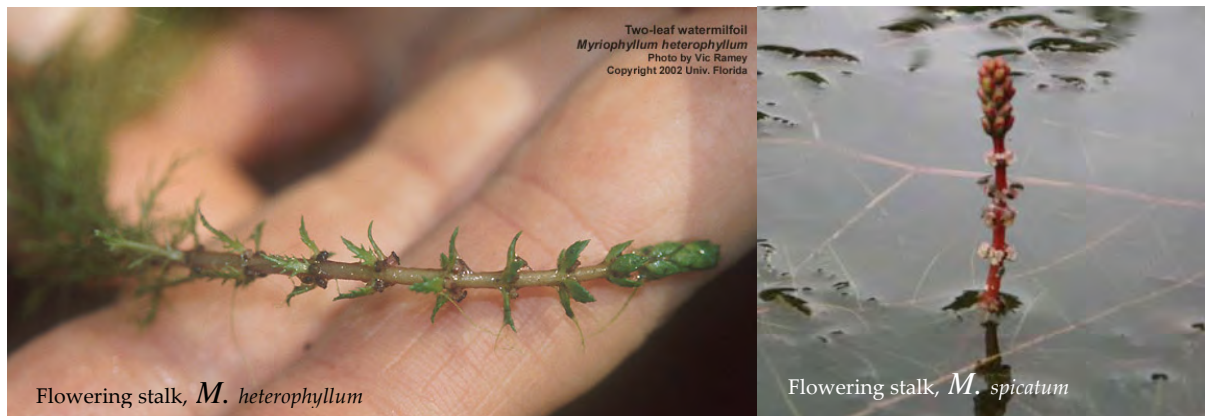 Two-leaf watermilfoil
Myriophyllum heterophyllum
Photo by Vic Ramey
Copyright 2002 Univ. Florida
Flowering stalk, M. heterophyllum
Flowering stalk, M. spicatum